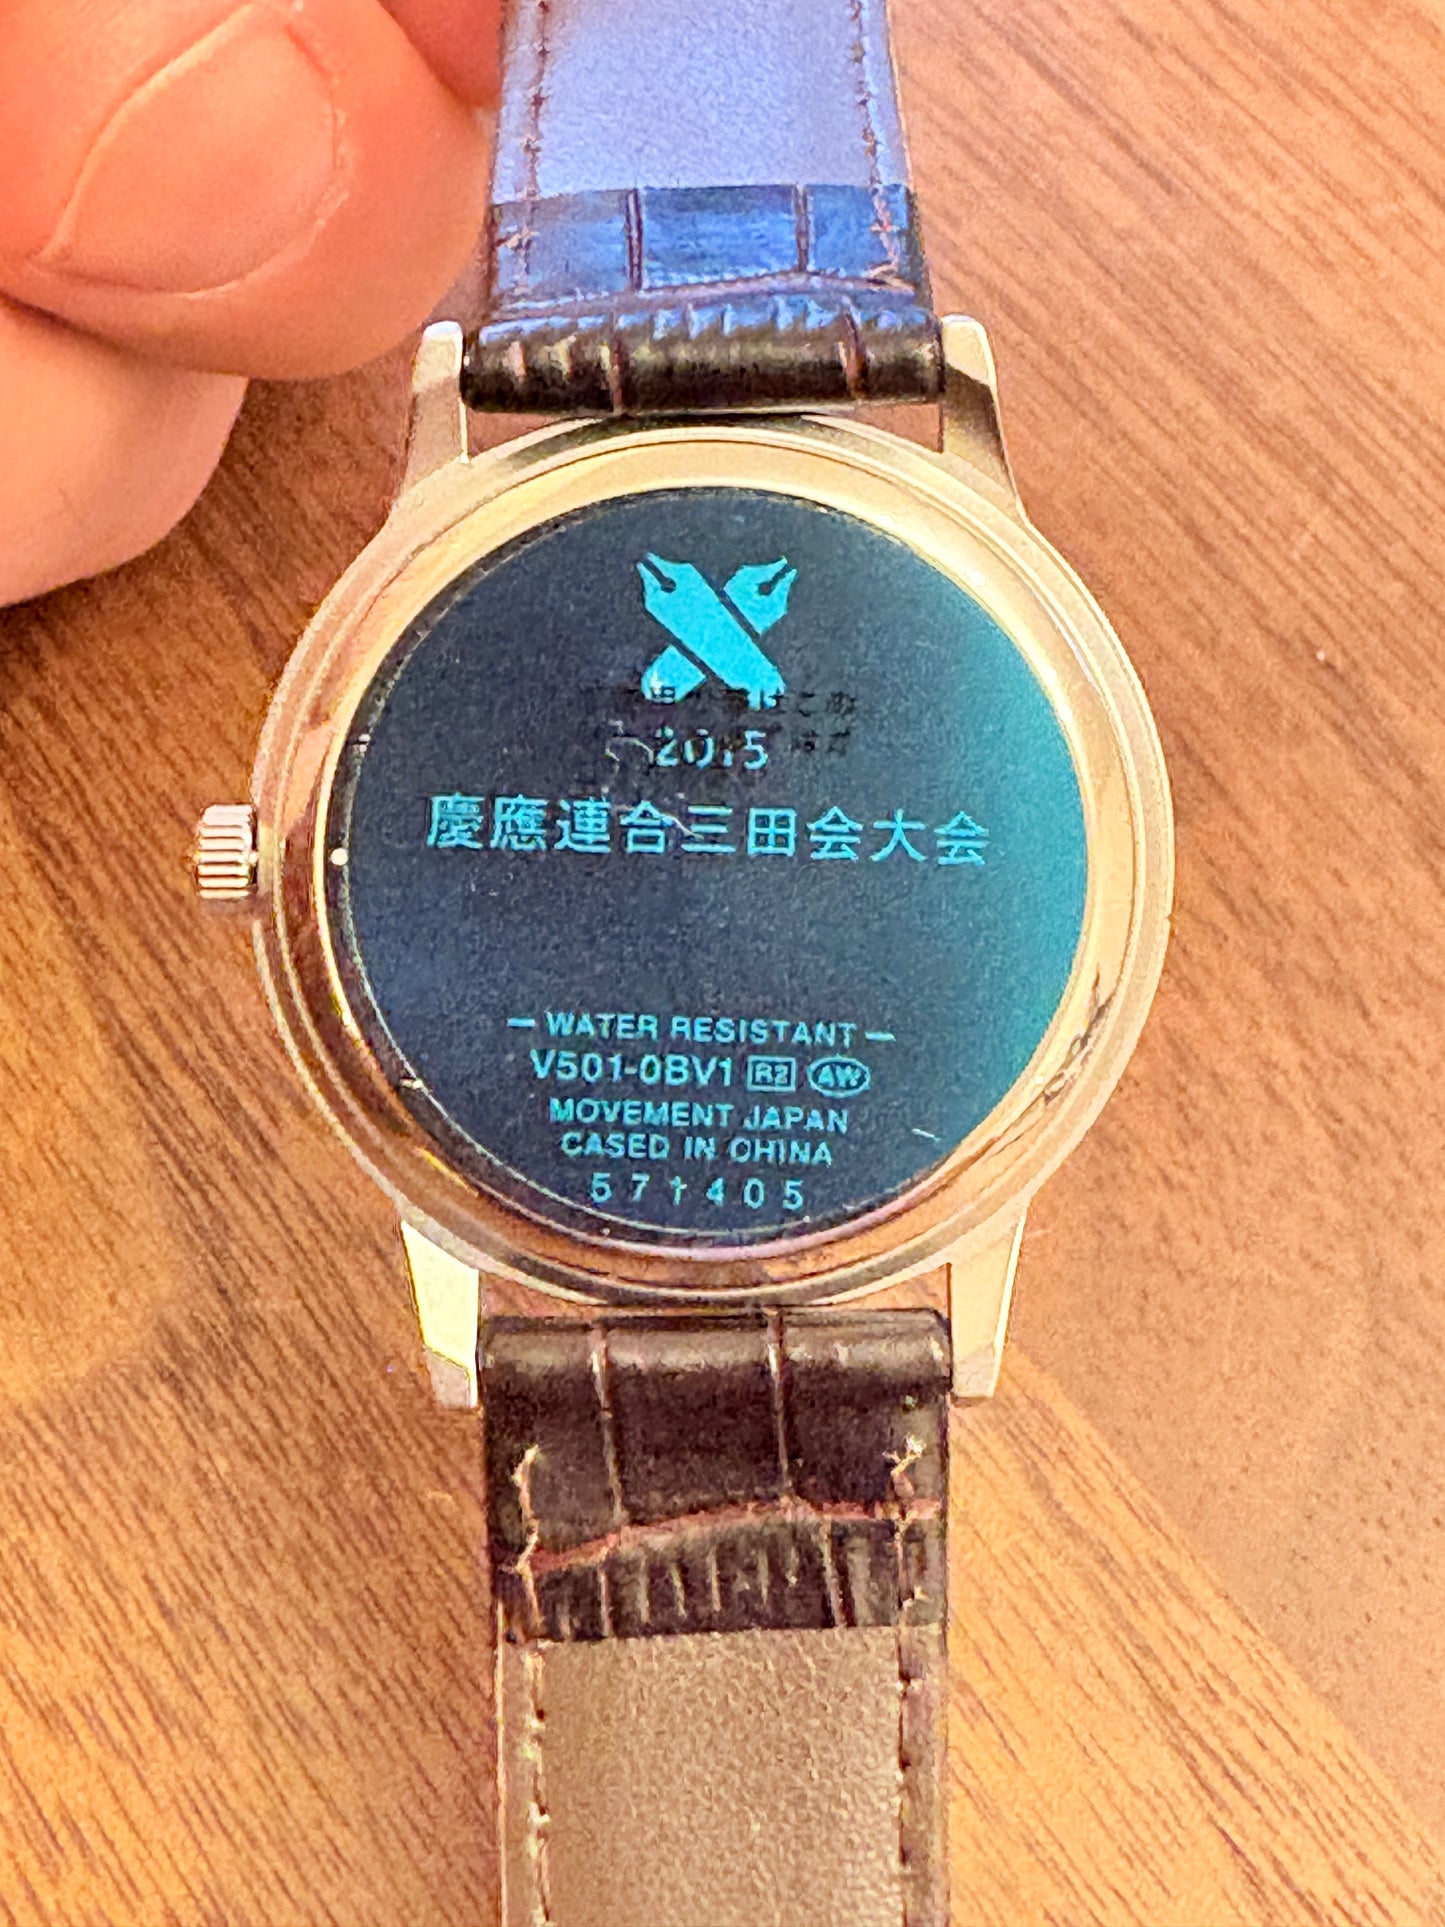 2015
慶應連合三田会大会
— WATER RESISTANT —
V501-0BV1 R2 AW
MOVEMENT JAPAN
CASED IN CHINA
571405